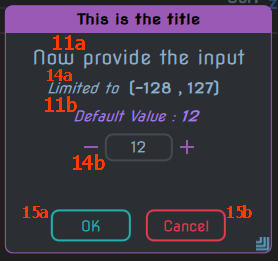 This is the title
11a
Now provide the input
14a
Limited to (-128 , 127)
11b
Default Value : 12
− 12 +
14b
15a 15b
OK Cancel